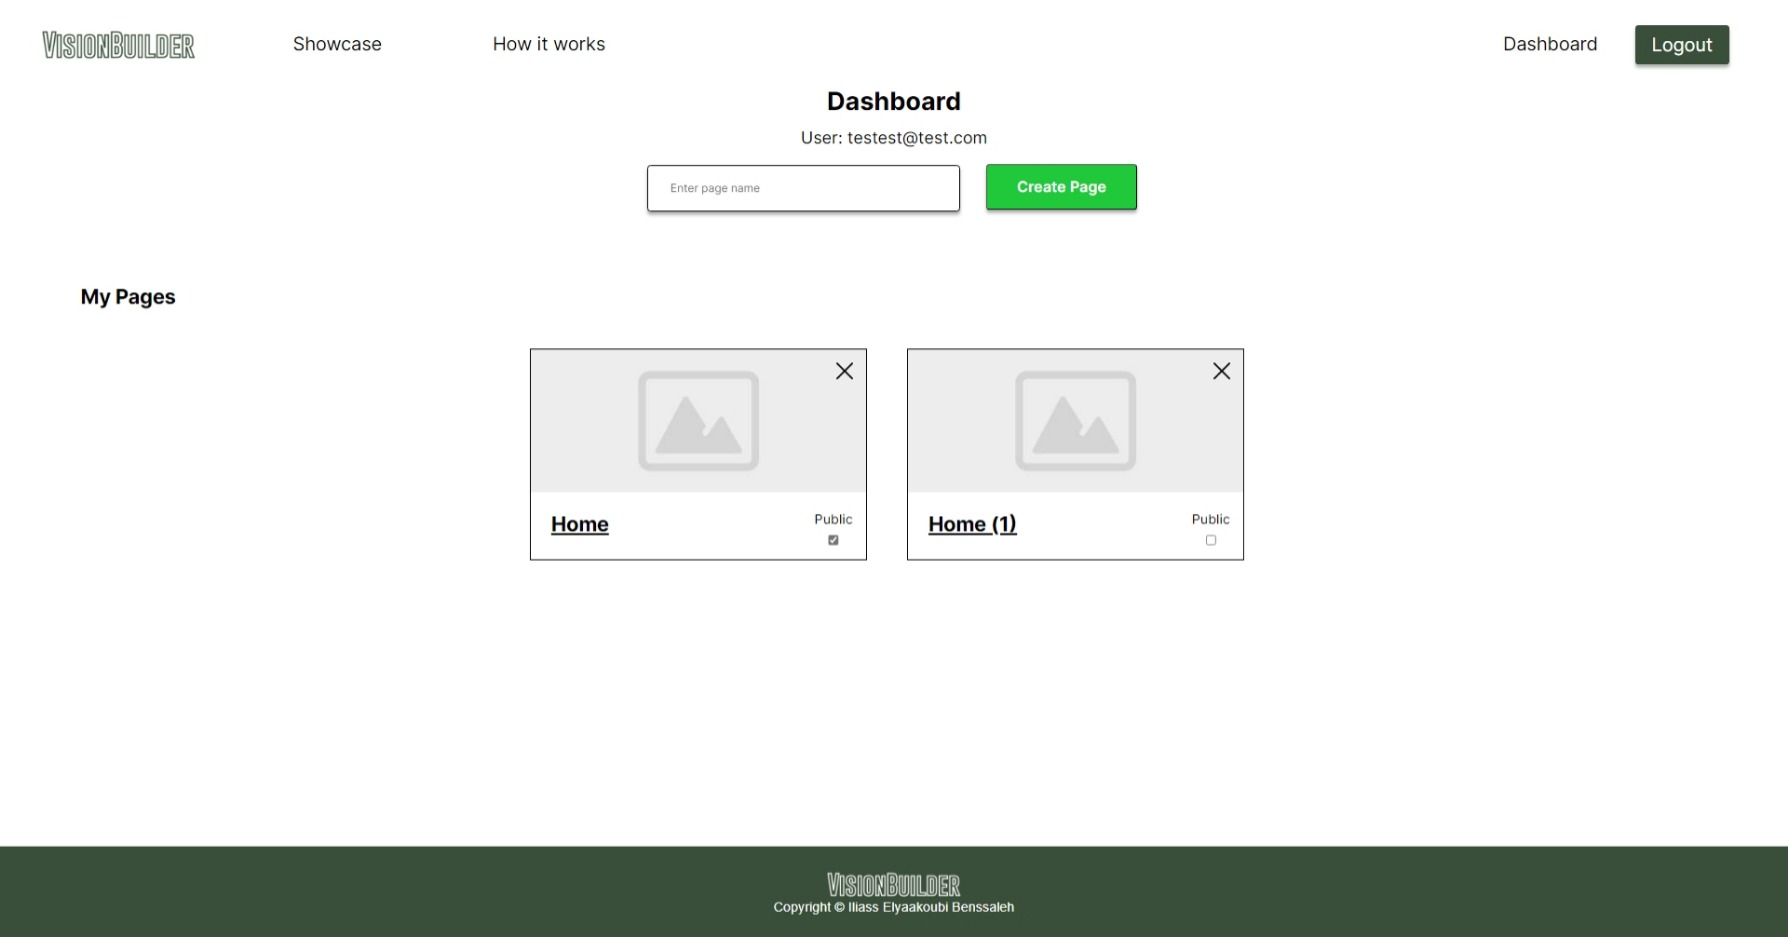 VISIONBUILDER
Showcase
How it works
Dashboard
Logout
Dashboard
User: testest@test.com
Enter page name
Create Page
My Pages
Home
Public
Home (1)
Public
VISIONBUILDER
Copyright © Iliass Elyaakoubi Benssaleh